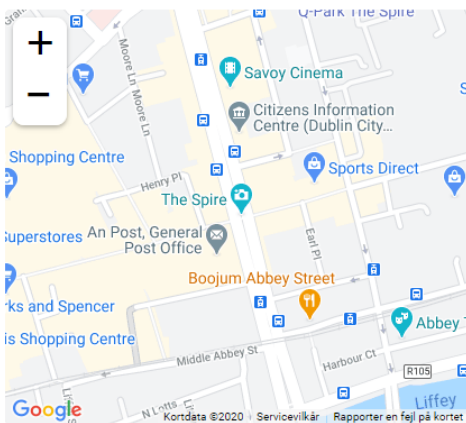 Q-Park The Spire
Moore Ln
Moore Ln
Savoy Cinema
Citizens Information
Centre (Dublin City...
Shopping Centre
Sports Direct
Henry Pl
The Spire
Superstores
An Post, General
Post Office
Earl Pl
Boojum Abbey Street
rks and Spencer
Abbey T
is Shopping Centre
Middle Abbey St
Harbour Ct
R105
Liffey
N Lotts
Google
Kortdata ©2020
Servicevilkår
Rapporter en fejl på kortet